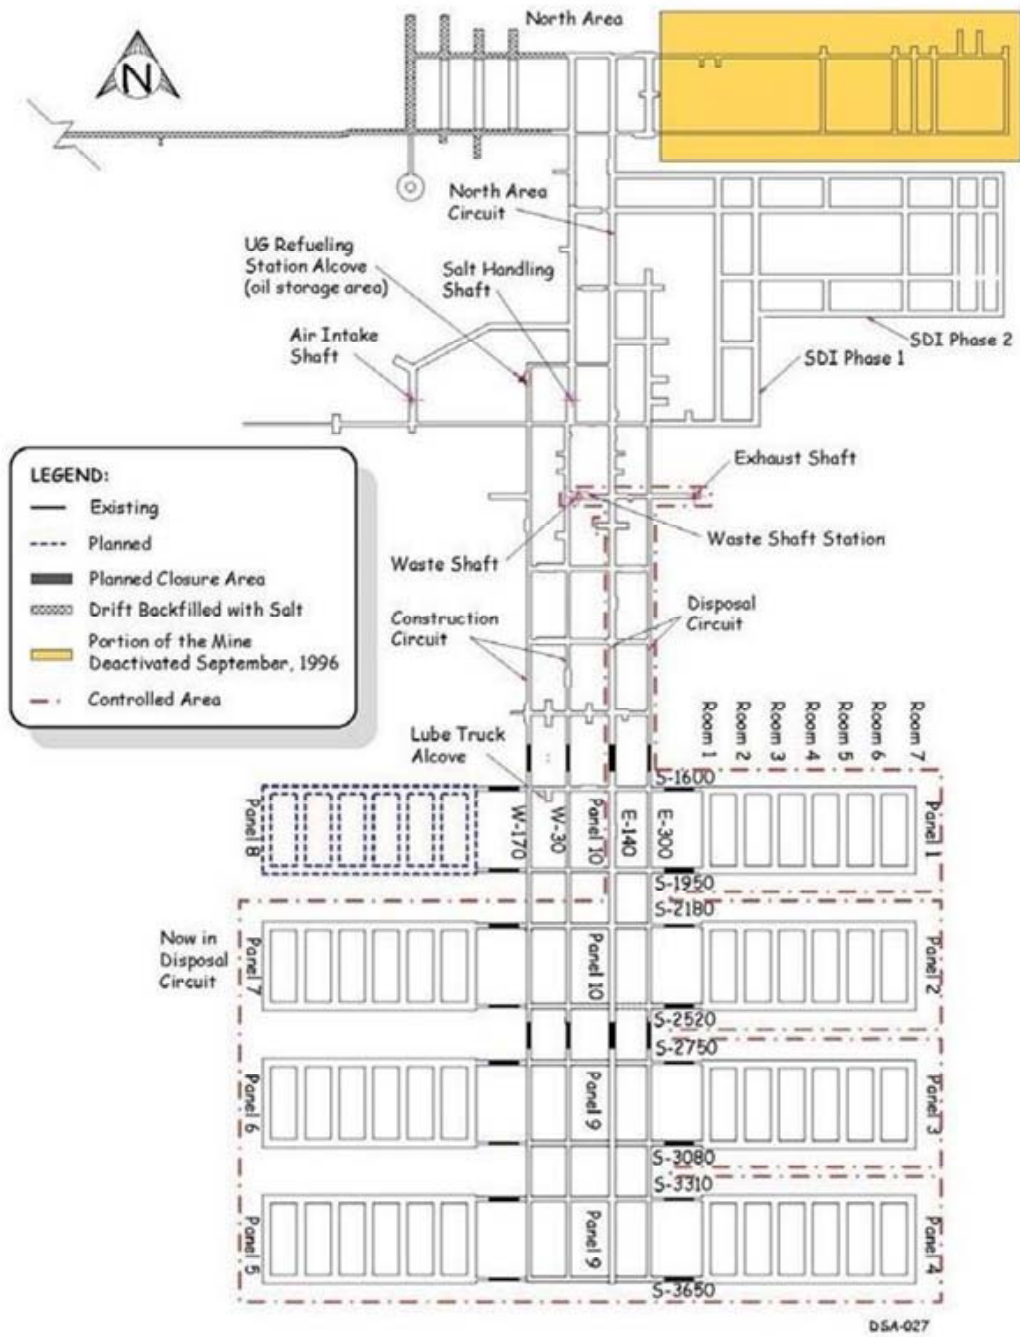 North Area
N
North Area
Circuit
UG Refueling
Station Alcove
(oil storage area)
Salt Handling
Shaft
Air Intake
Shaft
SDI Phase 2
SDI Phase 1
LEGEND:
Existing
Planned
Planned Closure Area
Drift Backfilled with Salt
Portion of the Mine
Deactivated September, 1996
Controlled Area
Exhaust Shaft
Waste Shaft Station
Waste Shaft
Construction
Circuit
Disposal
Circuit
Lube Truck
Alcove
Room 1
Room 2
Room 3
Room 4
Room 5
Room 6
Room 7
S-1600
Panel 8
W-170
W-30
Panel 10
E-140
E-300
Panel 1
S-1950
S-2180
Now in
Disposal
Circuit
Panel 7
Panel 10
Panel 2
S-2520
S-2750
Panel 6
Panel 9
Panel 3
S-3080
S-3310
Panel 5
Panel 9
Panel 4
S-3650
DSA-027